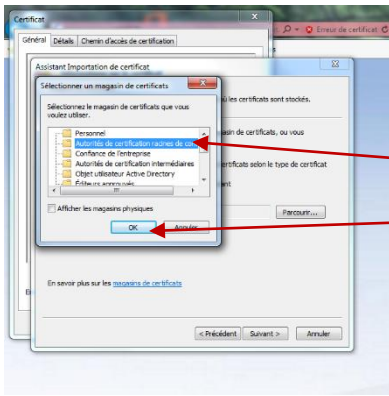 Certificat
Erreur de certificat
Général Détails Chemin d'accès de certification
Assistant Importation de certificat
Sélectionner un magasin de certificats
Sélectionnez le magasin de certificats que vous
voulez utiliser.
ù les certificats sont stockés.
Personnel
asin de certificats, ou vous
Autorités de certification racines de con
Confiance de l'entreprise
Autorités de certification intermédiaires
ertificats selon le type de certificat
Objet utilisateur Active Directory
ant
Éditeurs approuvés
Afficher les magasins physiques
Parcourir...
OK Annuler
En savoir plus sur les magasins de certificats
< Précédent Suivant > Annuler